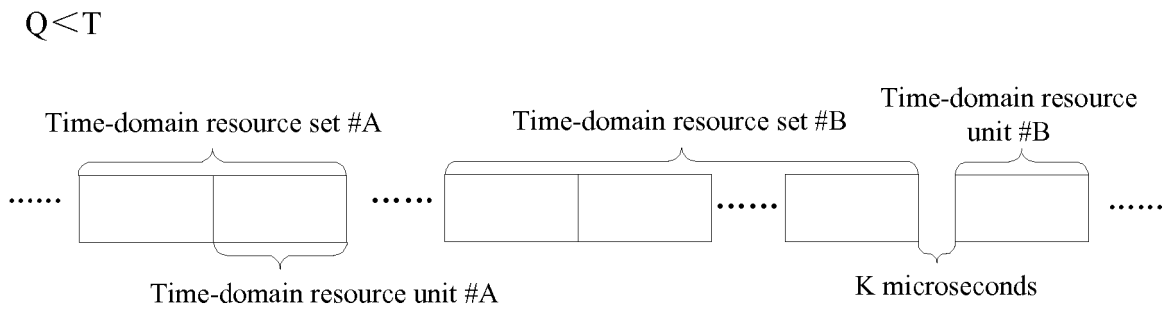 Q＜T
Time-domain resource set #A
Time-domain resource set #B
Time-domain resource
unit #B
......
......
......
......
Time-domain resource unit #A
K microseconds